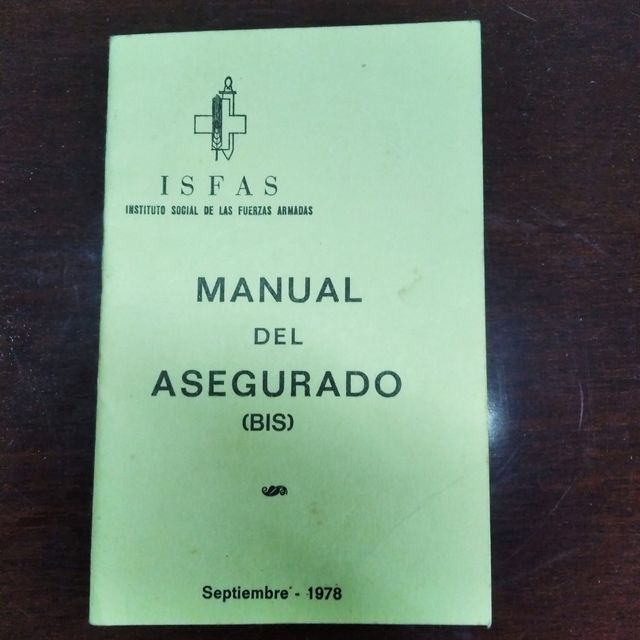 ISFAS
INSTITUTO SOCIAL DE LAS FUERZAS ARMADAS
MANUAL
DEL
ASEGURADO
(BIS)
Septiembre - 1978